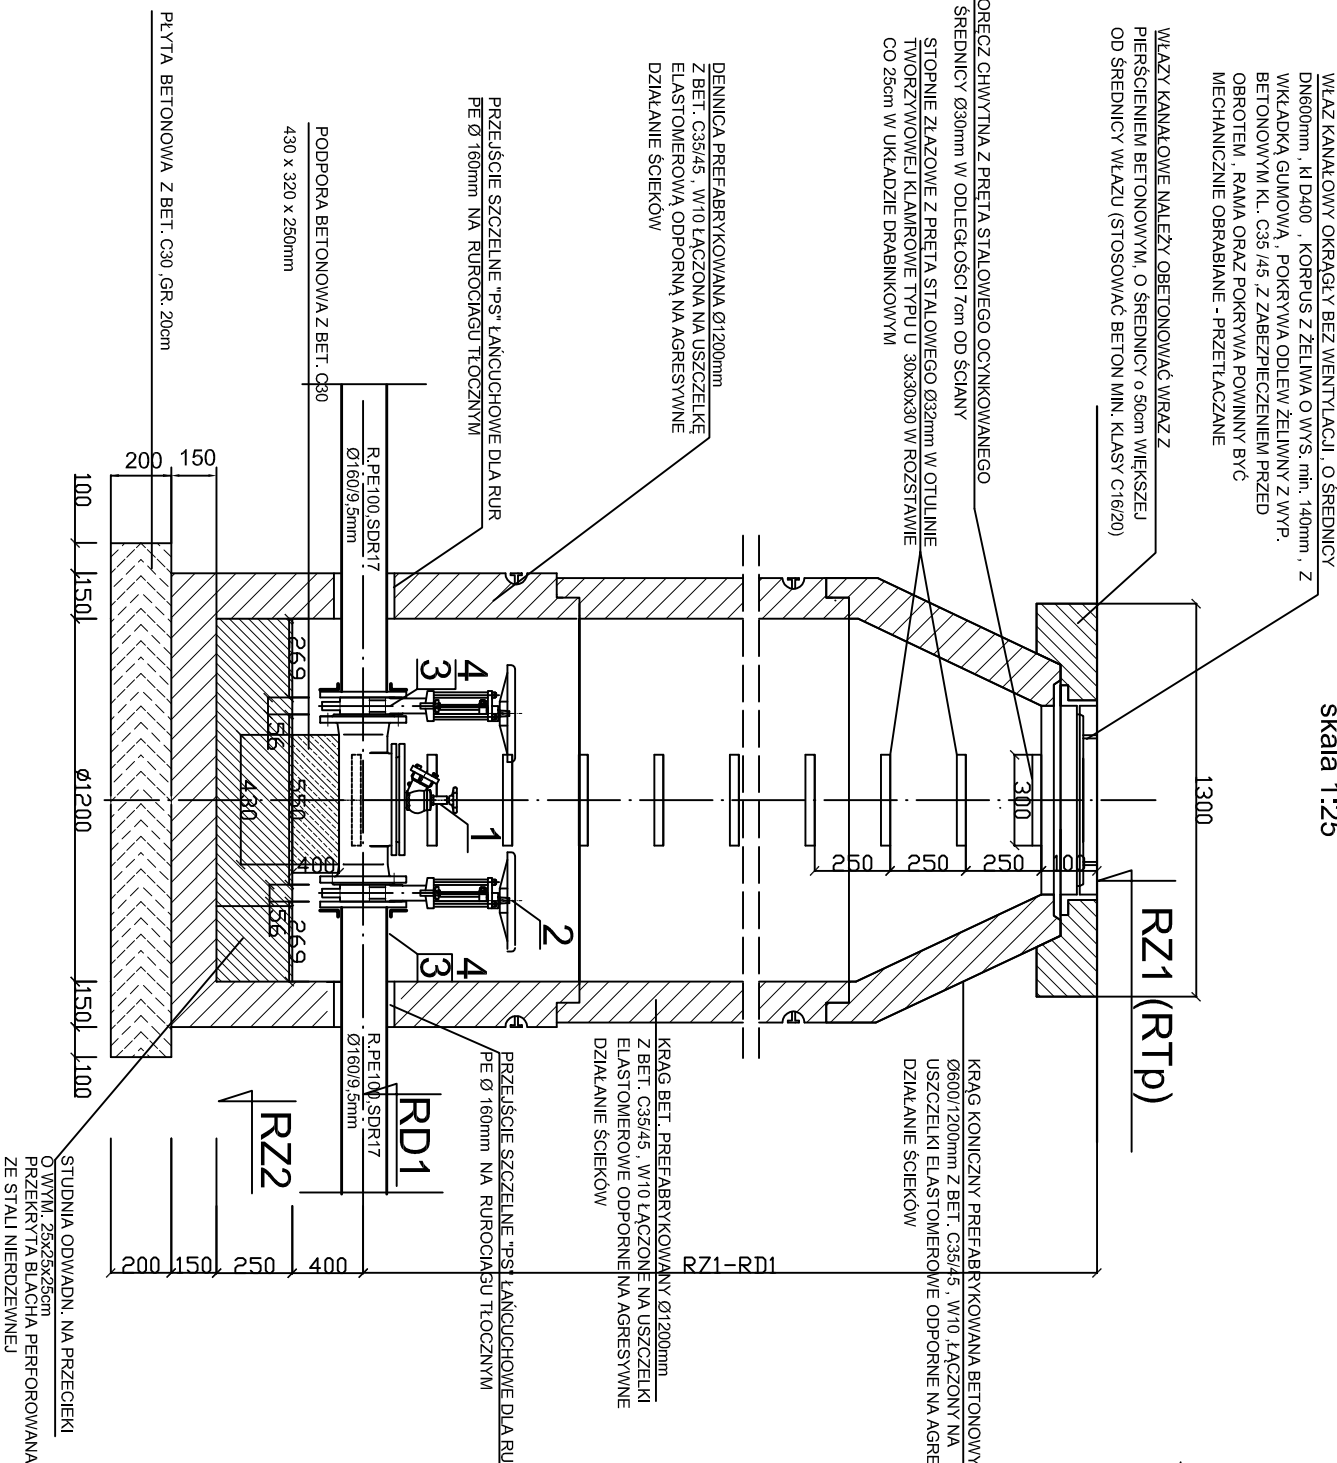 WŁAZ KANAŁOWY OKRĄGŁY BEZ WENTYLACJI , O ŚREDNICY
DN600mm , kl D400 , KORPUS Z ŻELIWA O WYS. min. 140mm , Z
WKŁADKĄ GUMOWĄ , POKRYWA ODLEW ŻELIWNY Z WYP.
BETONOWYM KL. C35 /45 ,Z ZABEZPIECZENIEM PRZED
OBROTEM , RAMA ORAZ POKRYWA POWINNY BYĆ
MECHANICZNIE OBRABIANE - PRZETŁACZANE
skala 1:25
WŁAZY KANAŁOWE NALEŻY OBETONOWAĆ WRAZ Z
PIERŚCIENIEM BETONOWYM, O ŚREDNICY o 50cm WIĘKSZEJ
OD ŚREDNICY WŁAZU (STOSOWAĆ BETON MIN. KLASY C16/20)
1300
RZ1 (RTp)
ORĘCZ CHWYTNA Z PRĘTA STALOWEGO OCYNKOWANEGO
ŚREDNICY Ø30mm W ODLEGŁOŚCI 7cm OD ŚCIANY
STOPNIE ZŁAZOWE Z PRĘTA STALOWEGO Ø32mm W OTULINIE
TWORZYWOWEJ KLAMROWE TYPU U 30x30x30 W ROZSTAWIE
CO 25cm W UKŁADZIE DRABINKOWYM
300
100
250
250
250
KRĄG KONICZNY PREFABRYKOWANA BETONOWY
Ø600/1200mm Z BET. C35/45 , W10 ,ŁĄCZONY NA
USZCZELKI ELASTOMEROWE ODPORNE NA AGRE
DZIAŁANIE ŚCIEKÓW
DENNICA PREFABRYKOWANA Ø1200mm
Z BET. C35/45 , W10 ŁĄCZONA NA USZCZELKĘ
ELASTOMEROWĄ ODPORNĄ NA AGRESYWNE
DZIAŁANIE ŚCIEKÓW
KRĄG BET. PREFABRYKOWANY Ø1200mm
Z BET. C35/45 , W10 ŁĄCZONE NA USZCZELKI
ELASTOMEROWE ODPORNE NA AGRESYWNE
DZIAŁANIE ŚCIEKÓW
RZ1-RD1
PRZEJŚCIE SZCZELNE "PS" ŁAŃCUCHOWE DLA RUR
PE Ø 160mm NA RUROCIAGU TŁOCZNYM
4
3
1
2
4
3
PRZEJŚCIE SZCZELNE "PS" ŁAŃCUCHOWE DLA RU
PE Ø 160mm NA RUROCIAGU TŁOCZNYM
R.PE100,SDR17
Ø160/9,5mm
R.PE100,SDR17
Ø160/9,5mm
RD1
PODPORA BETONOWA Z BET. C30
430 x 320 x 250mm
269
156
550
430
400
156
269
RZ2
PŁYTA BETONOWA Z BET. C30 ,GR. 20cm
200
150
100
150
Ø1200
150
100
200
150
250
400
STUDNIA ODWADN. NA PRZECIEKI
O WYM. 25x25x25cm
PRZEKRYTA BLACHA PERFOROWANA
ZE STALI NIERDZEWNEJ